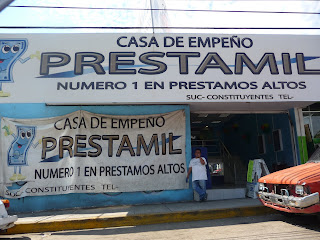 CASA DE EMPEÑO
PRESTAMIL
NUMERO 1 EN PRESTAMOS ALTOS
SUC- CONSTITUYENTES TEL-
CASA DE EMPEÑO
PRESTAMIL
NUMERO 1 EN PRESTAMOS ALTOS
SUC- CONSTITUYENTES TEL-